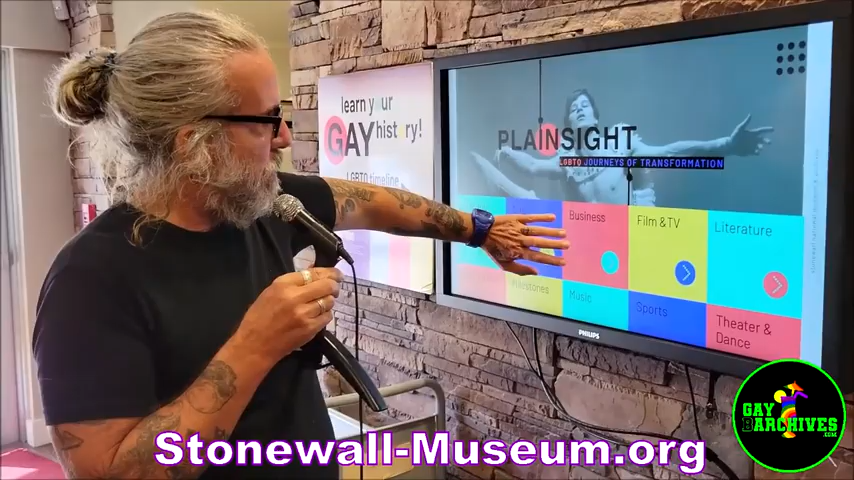 learn your
GAY history!
LGBTQ timeline
PLAINSIGHT
LGBTQ JOURNEYS OF TRANSFORMATION
Business
Film & TV
Literature
Milestones
Music
Sports
Theater &
Dance
PHILIPS
GAY
BARCHIVES
.COM
Stonewall-Museum.org